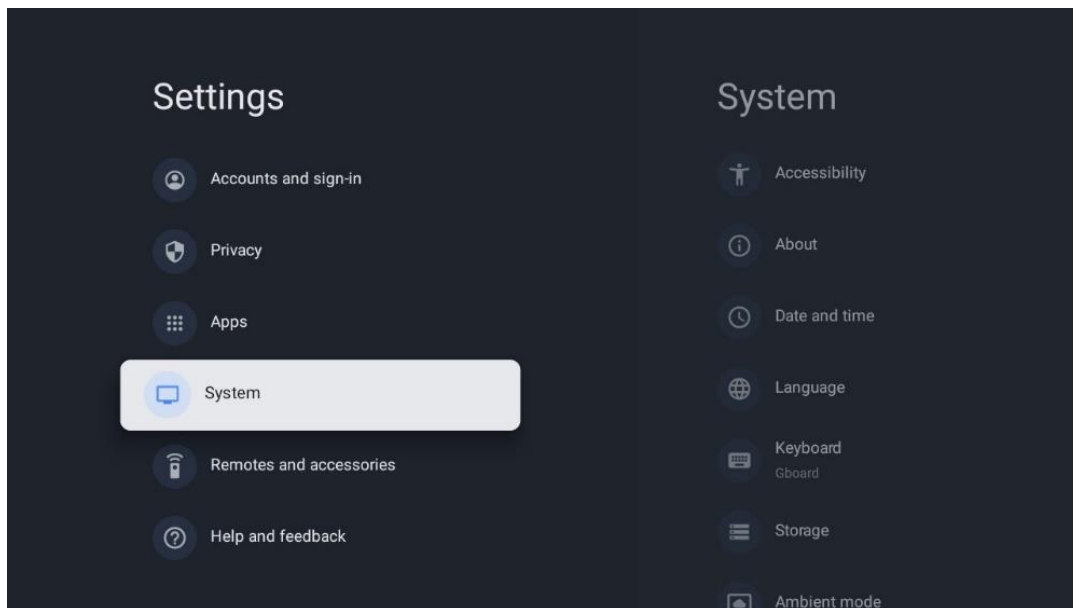 Settings
Accounts and sign-in
Privacy
Apps
System
Remotes and accessories
Help and feedback
System
Accessibility
About
Date and time
Language
Keyboard
Gboard
Storage
Ambient mode